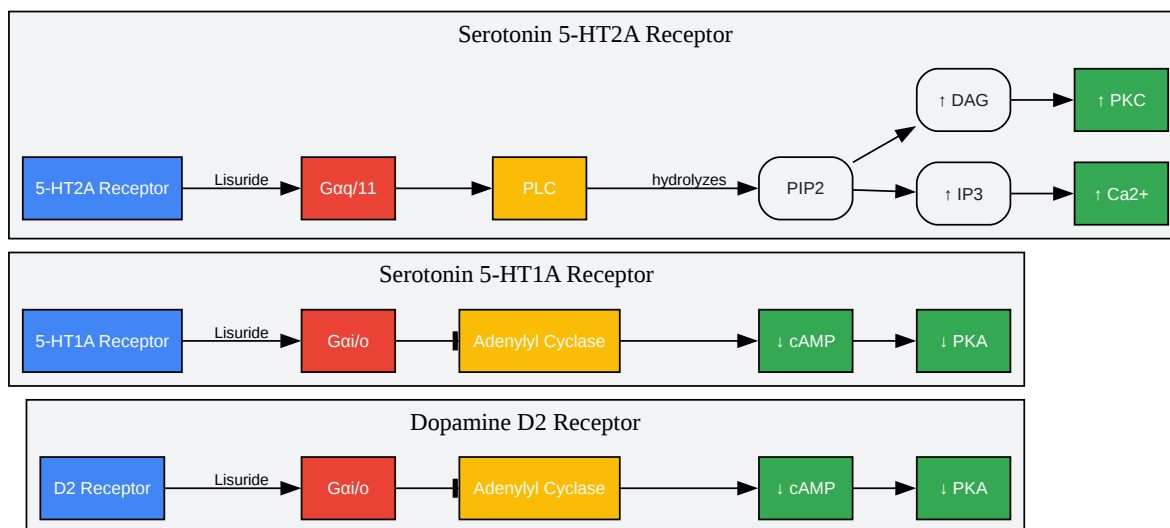 Serotonin 5-HT2A Receptor
↑ DAG
↑ PKC
5-HT2A Receptor
Lisuride
Gαq/11
PLC
hydrolyzes
PIP2
↑ IP3
↑ Ca2+
Serotonin 5-HT1A Receptor
5-HT1A Receptor
Lisuride
Gαi/o
Adenylyl Cyclase
↓ cAMP
↓ PKA
Dopamine D2 Receptor
D2 Receptor
Lisuride
Gαi/o
Adenylyl Cyclase
↓ cAMP
↓ PKA